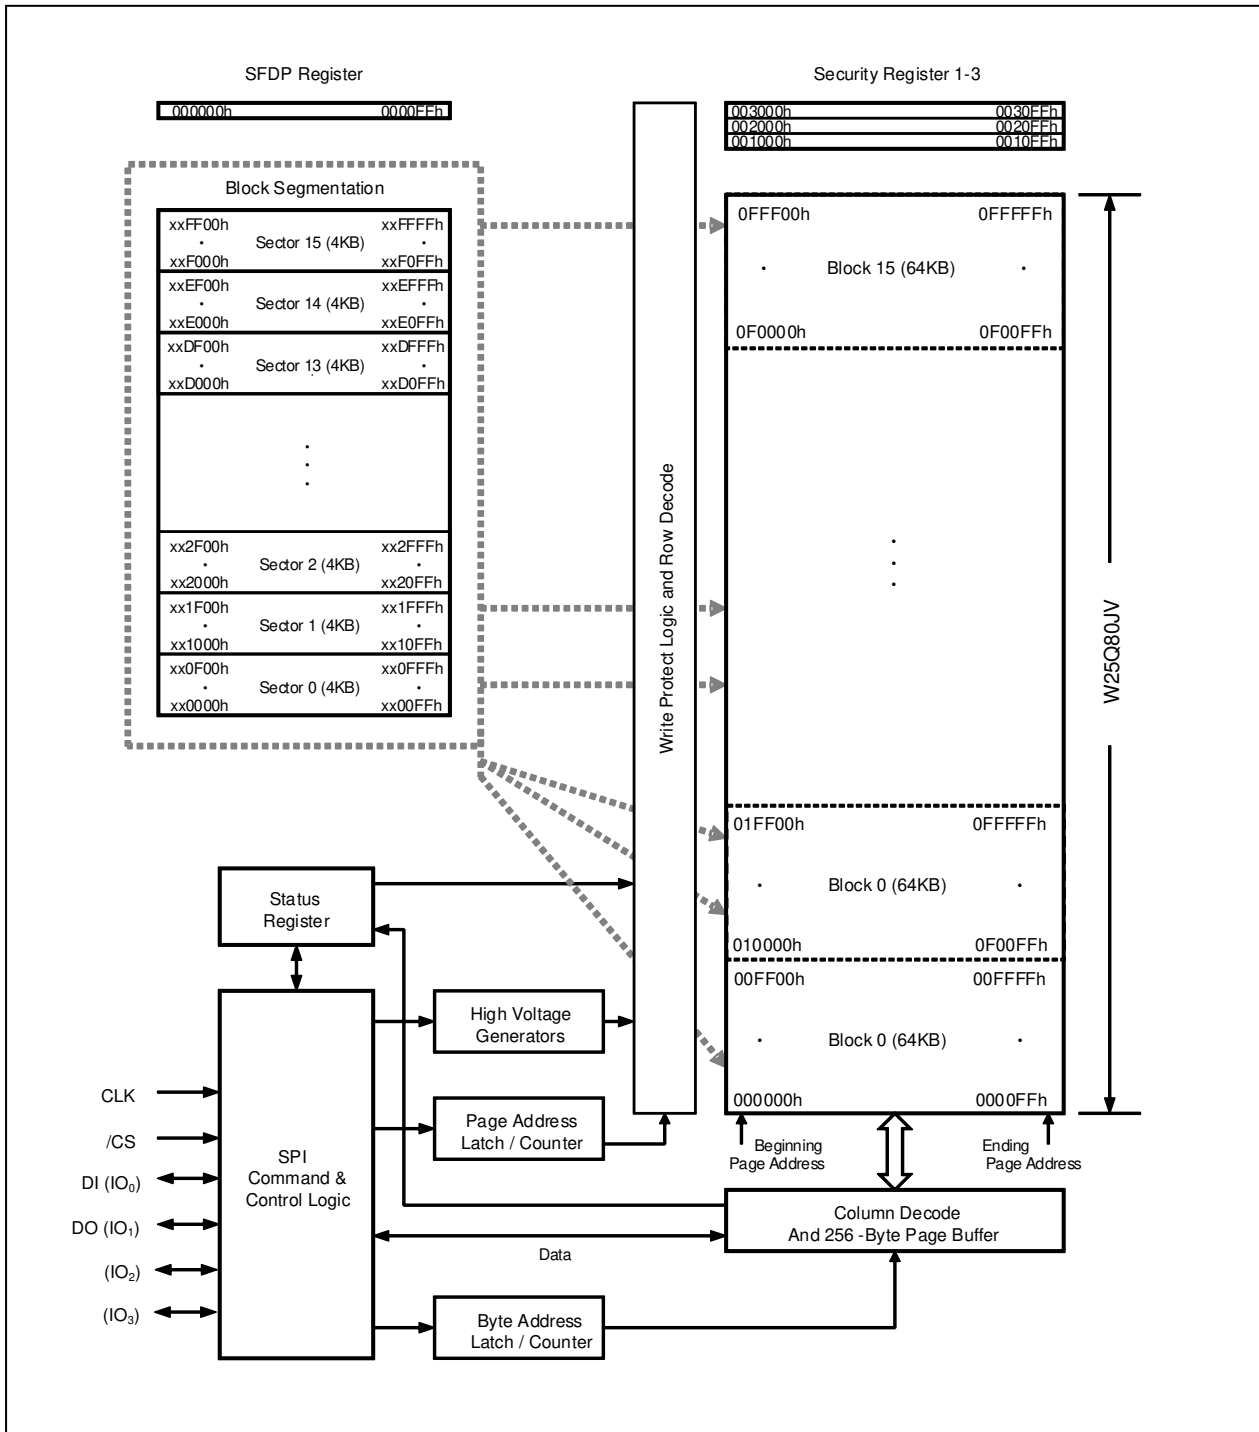 SFDP Register
000000h 0000FFh
Security Register 1-3
003000h 0030FFh
002000h 0020FFh
001000h 0010FFh
Block Segmentation
xxFF00h xxFFFFh
Sector 15 (4KB)
xxF000h xxF0FFh
xxEF00h xxEFFFh
Sector 14 (4KB)
xxE000h xxE0FFh
xxDF00h xxDFFFh
Sector 13 (4KB)
xxD000h xxD0FFh
xx2F00h xx2FFFh
Sector 2 (4KB)
xx2000h xx20FFh
xx1F00h xx1FFFh
Sector 1 (4KB)
xx1000h xx10FFh
xx0F00h xx0FFFh
Sector 0 (4KB)
xx0000h xx00FFh
Write Protect Logic and Row Decode
0FFF00h 0FFFFFh
Block 15 (64KB)
0F0000h 0F00FFh
01FF00h 0FFFFFh
Block 0 (64KB)
010000h 0F00FFh
00FF00h 00FFFFh
Block 0 (64KB)
000000h 0000FFh
W25Q80JV
Beginning
Page Address
Ending
Page Address
Status
Register
High Voltage
Generators
Page Address
Latch / Counter
SPI
Command &
Control Logic
CLK
/CS
DI (IO0)
DO (IO1)
(IO2)
(IO3)
Column Decode
And 256 -Byte Page Buffer
Data
Byte Address
Latch / Counter